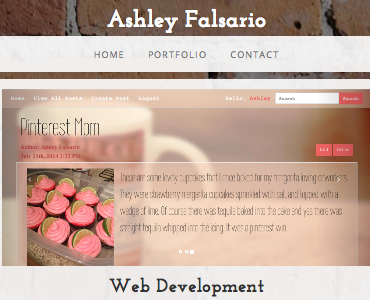 Ashley Falsario
HOME PORTFOLIO CONTACT
Home View All Posts Create Post Logout Hello, Ashley Search Search
Pinterest Mom
Author: Ashley Falsario
July 15th, 2014 3:32 PM
Edit Delete
These are some lovely cupcakes that I once baked for my margarita loving coworkers.
They were strawberry margarita cupcakes sprinkled with salt, and topped with a
wedge of lime. Of course there was tequila baked into the cake and yes there was
straight tequila whipped into the icing. It was a pinterest win.
Web Development